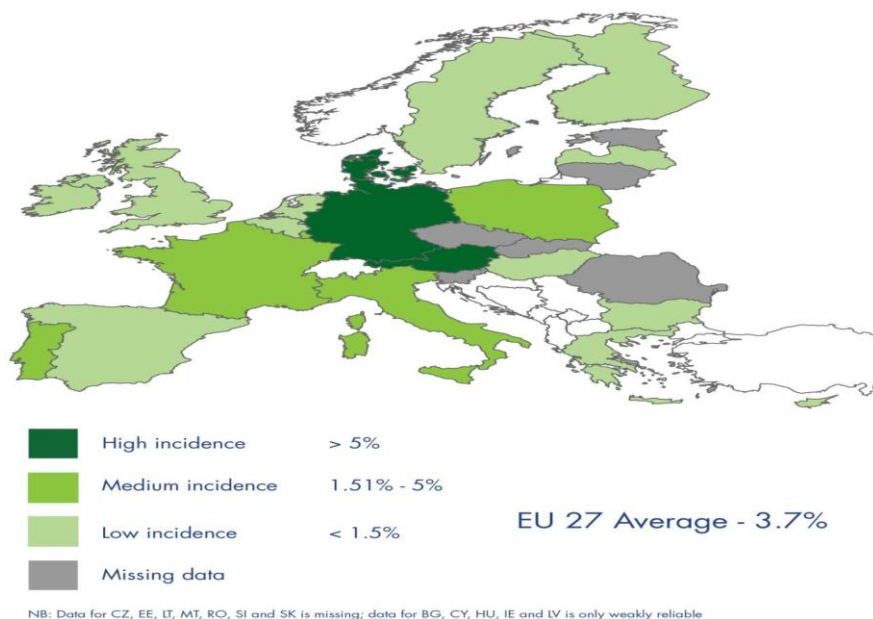 High incidence > 5%
Medium incidence 1.51% - 5%
Low incidence < 1.5%
EU 27 Average - 3.7%
Missing data
NB: Data for CZ, EE, LT, MT, RO, SI and SK is missing; data for BG, CY, HU, IE and LV is only weakly reliable